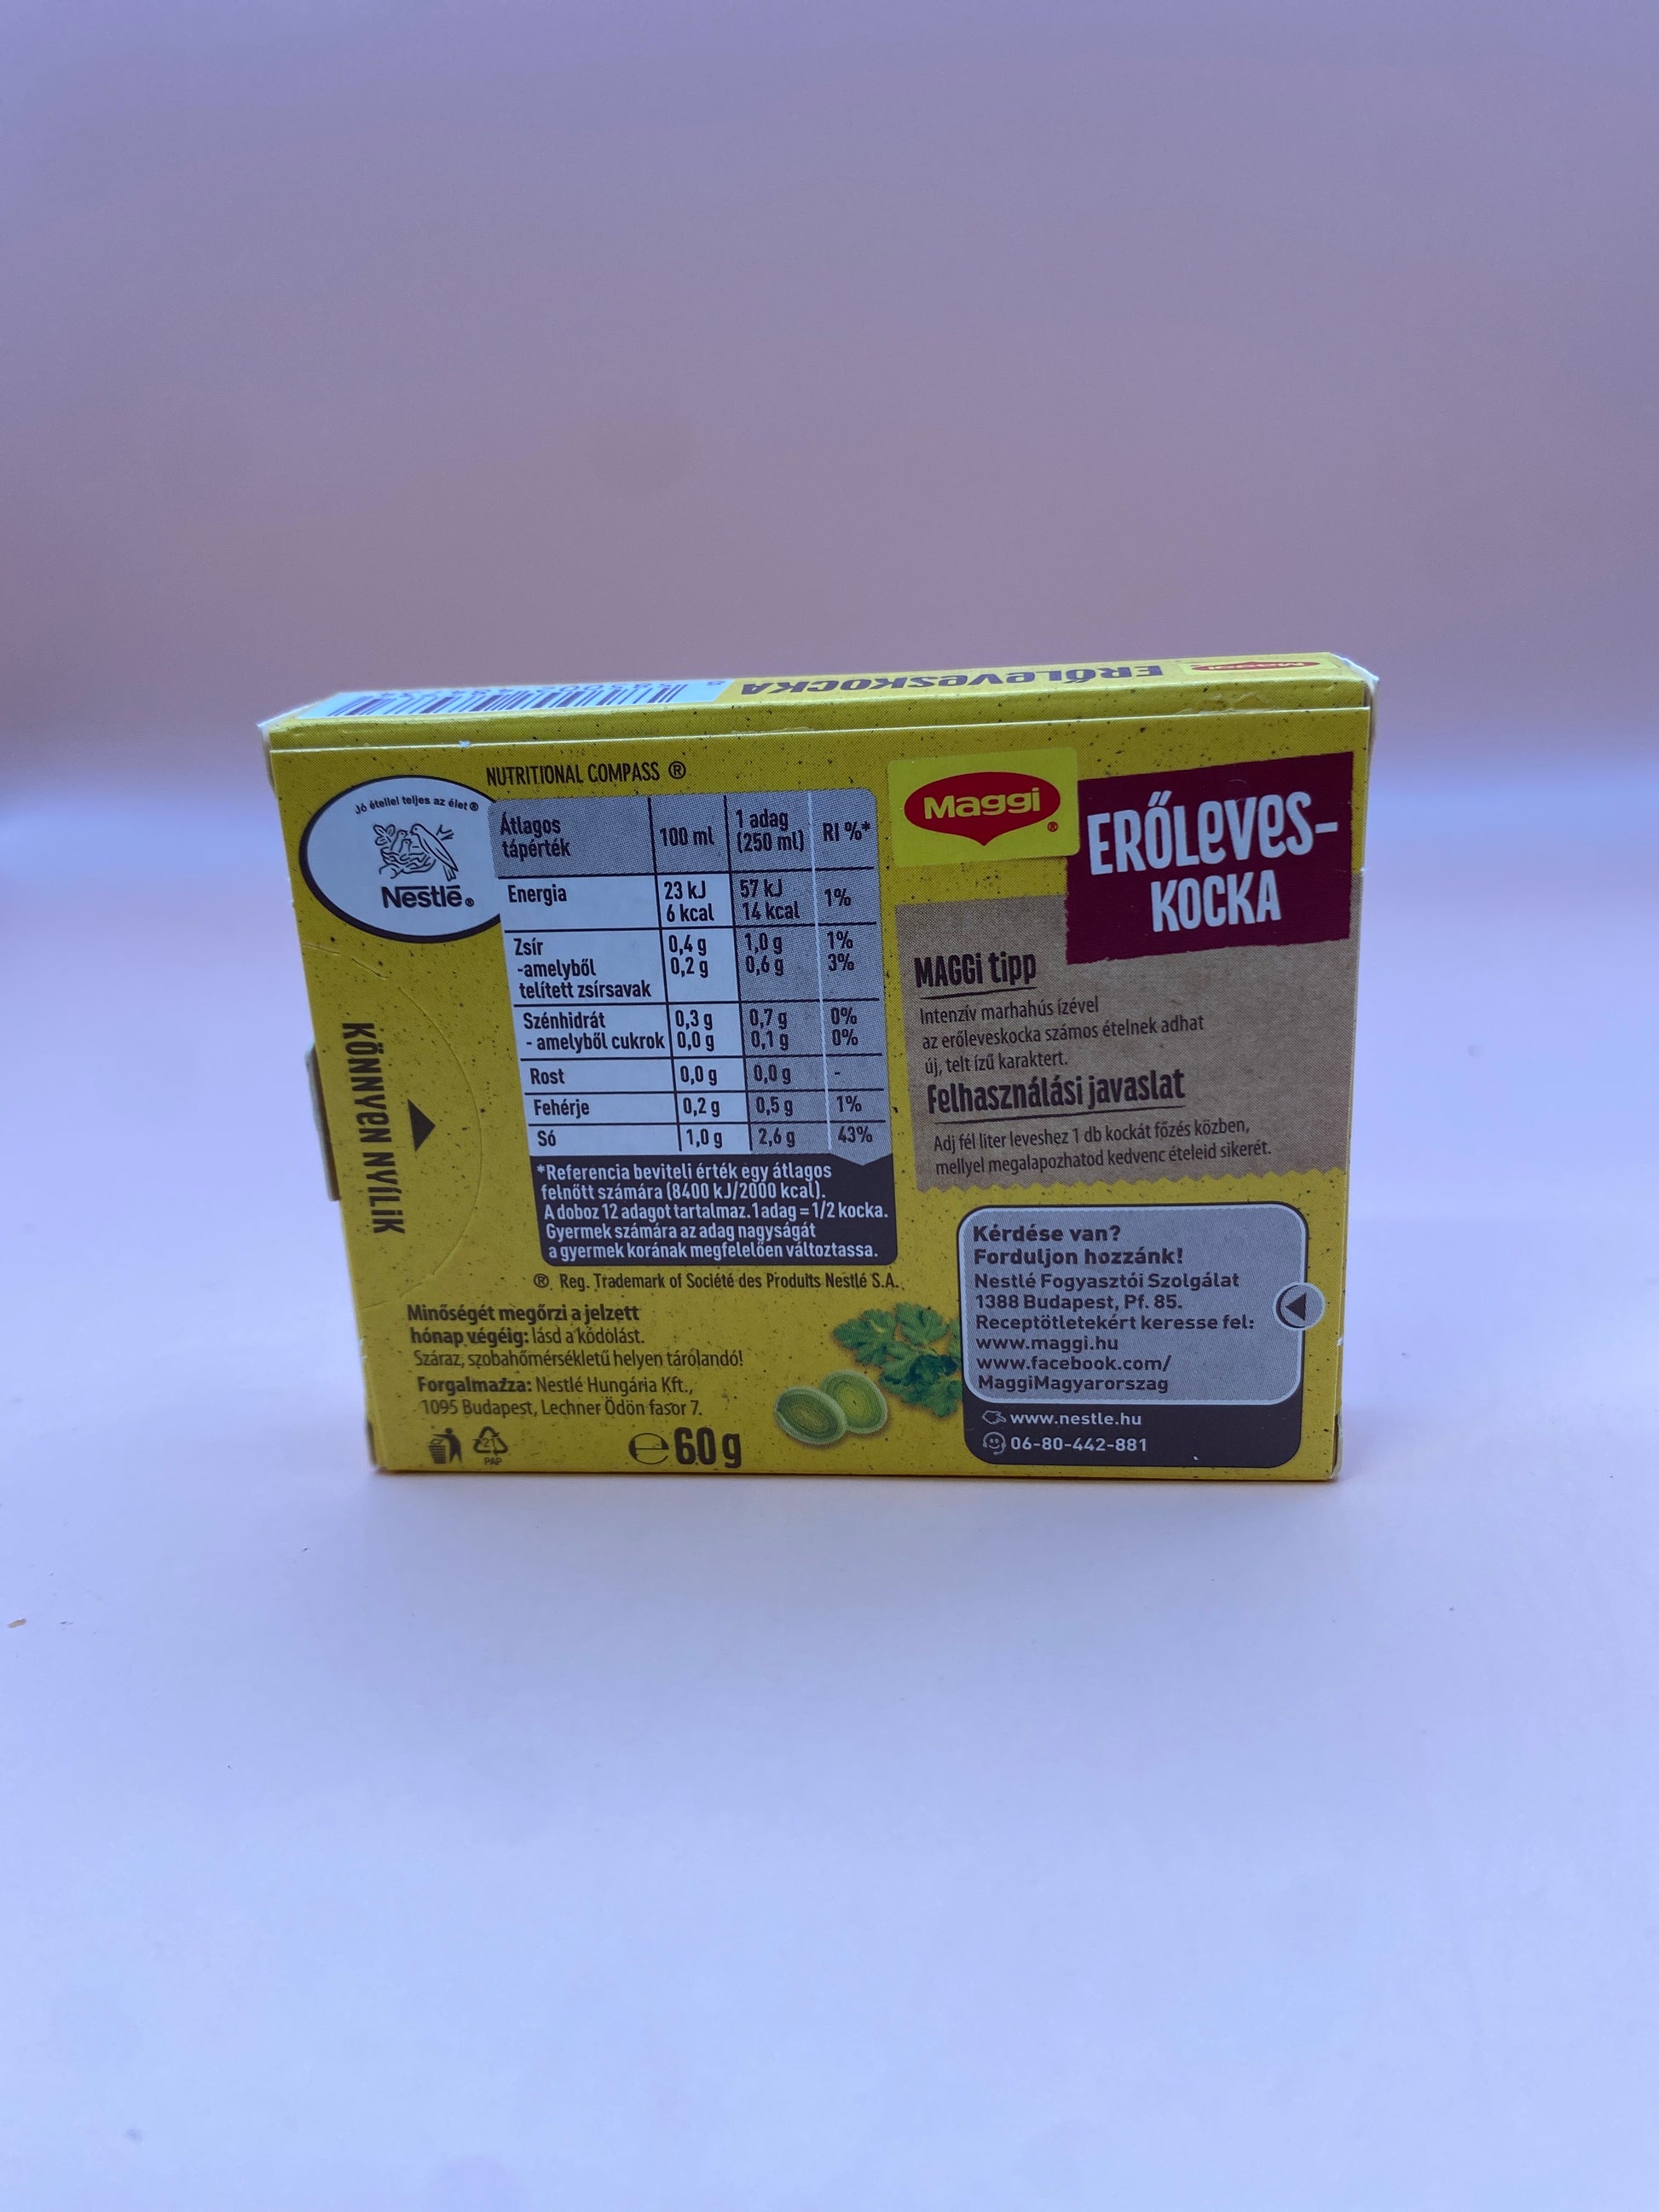 Maggi
ERŐLEVESKOCKA
NUTRITIONAL COMPASS ®
Jó étellel teljes az élet ®
Nestlé®
Átlagos tápérték 100 ml 1 adag (250 ml) RI %*
Energia 23 kJ 57 kJ 1%
6 kcal 14 kcal
Zsír 0,4 g 1,0 g 1%
-amelyből 0,2 g 0,6 g 3%
telített zsírsavak
Szénhidrát 0,3 g 0,7 g 0%
- amelyből cukrok 0,0 g 0,1 g 0%
Rost 0,0 g 0,0 g -
Fehérje 0,2 g 0,5 g 1%
Só 1,0 g 2,6 g 43%
*Referencia beviteli érték egy átlagos
felnőtt számára (8400 kJ/2000 kcal).
A doboz 12 adagot tartalmaz. 1 adag = 1/2 kocka.
Gyermek számára az adag nagyságát
a gyermek korának megfelelően változtassa.
® Reg. Trademark of Société des Produits Nestlé S.A.
KÖNNYEN NYÍLIK
Minőségét megőrzi a jelzett
hónap végéig: lásd a kódolást.
Száraz, szobahőmérsékletű helyen tárolandó!
Forgalmazza: Nestlé Hungária Kft.,
1095 Budapest, Lechner Ödön fasor 7.
21
PAP
℮ 60 g
Maggi®
ERŐLEVES-
KOCKA
MAGGI tipp
Intenzív marhahús ízével
az erőleveskocka számos ételnek adhat
új, telt ízű karaktert.
Felhasználási javaslat
Adj fél liter leveshez 1 db kockát főzés közben,
mellyel megalapozhatod kedvenc ételeid sikerét.
Kérdése van?
Forduljon hozzánk!
Nestlé Fogyasztói Szolgálat
1388 Budapest, Pf. 85.
Receptötletekért keresse fel:
www.maggi.hu
www.facebook.com/
MaggiMagyarorszag
www.nestle.hu
06-80-442-881